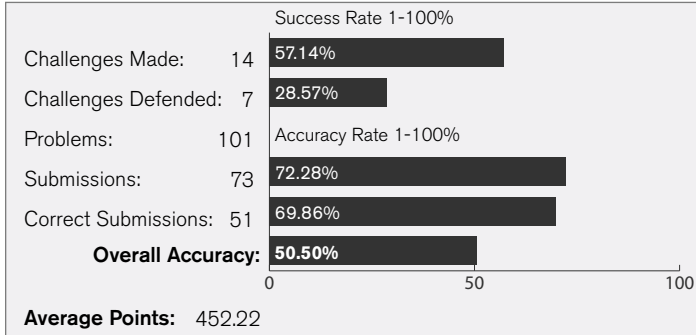 Success Rate 1-100%
Challenges Made: 14 57.14%
Challenges Defended: 7 28.57%
Problems: 101 Accuracy Rate 1-100%
Submissions: 73 72.28%
Correct Submissions: 51 69.86%
Overall Accuracy: 50.50%
0 50 100
Average Points: 452.22